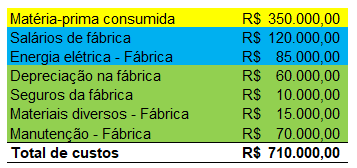 Matéria-prima consumida R$ 350.000,00
Salários de fábrica R$ 120.000,00
Energia elétrica - Fábrica R$ 85.000,00
Depreciação na fábrica R$ 60.000,00
Seguros da fábrica R$ 10.000,00
Materiais diversos - Fábrica R$ 15.000,00
Manutenção - Fábrica R$ 70.000,00
Total de custos R$ 710.000,00